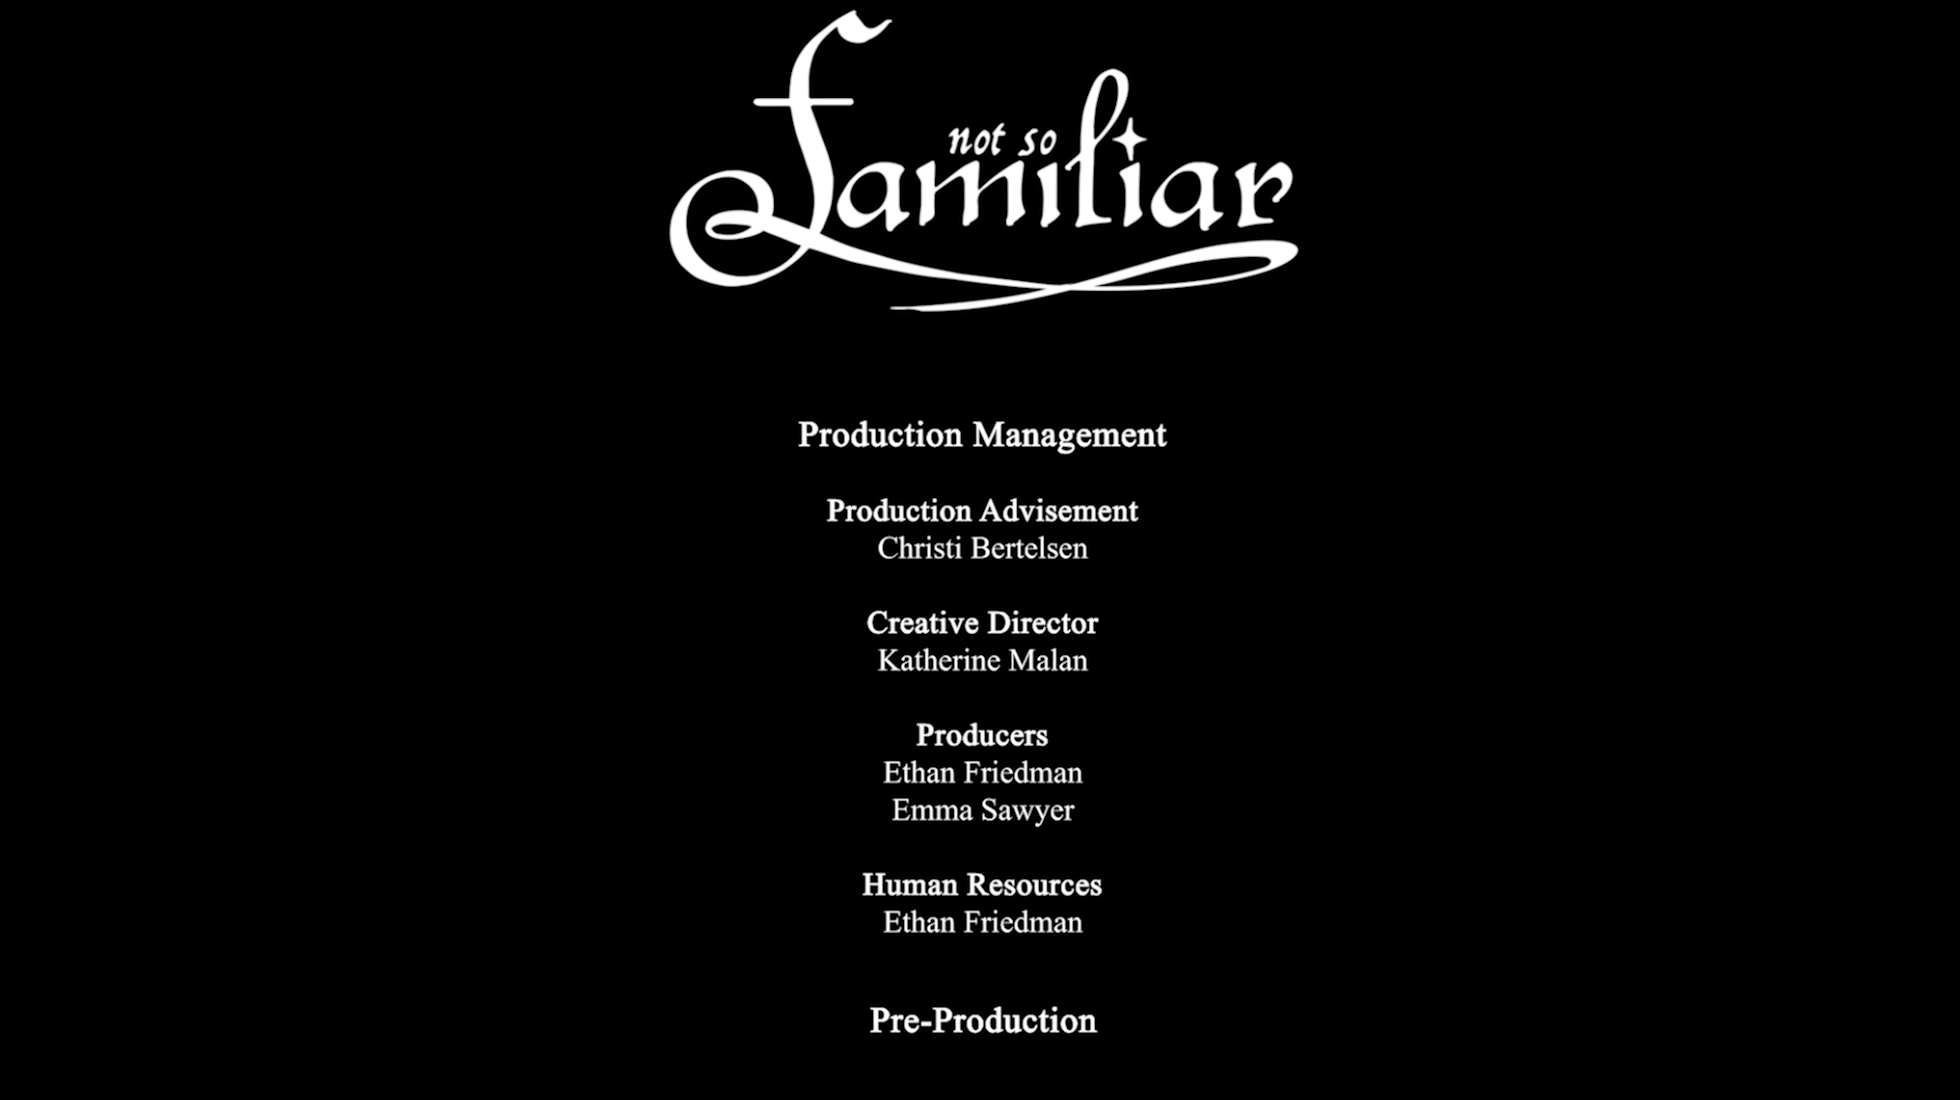 not so
familiar
Production Management
Production Advisement
Christi Bertelsen
Creative Director
Katherine Malan
Producers
Ethan Friedman
Emma Sawyer
Human Resources
Ethan Friedman
Pre-Production